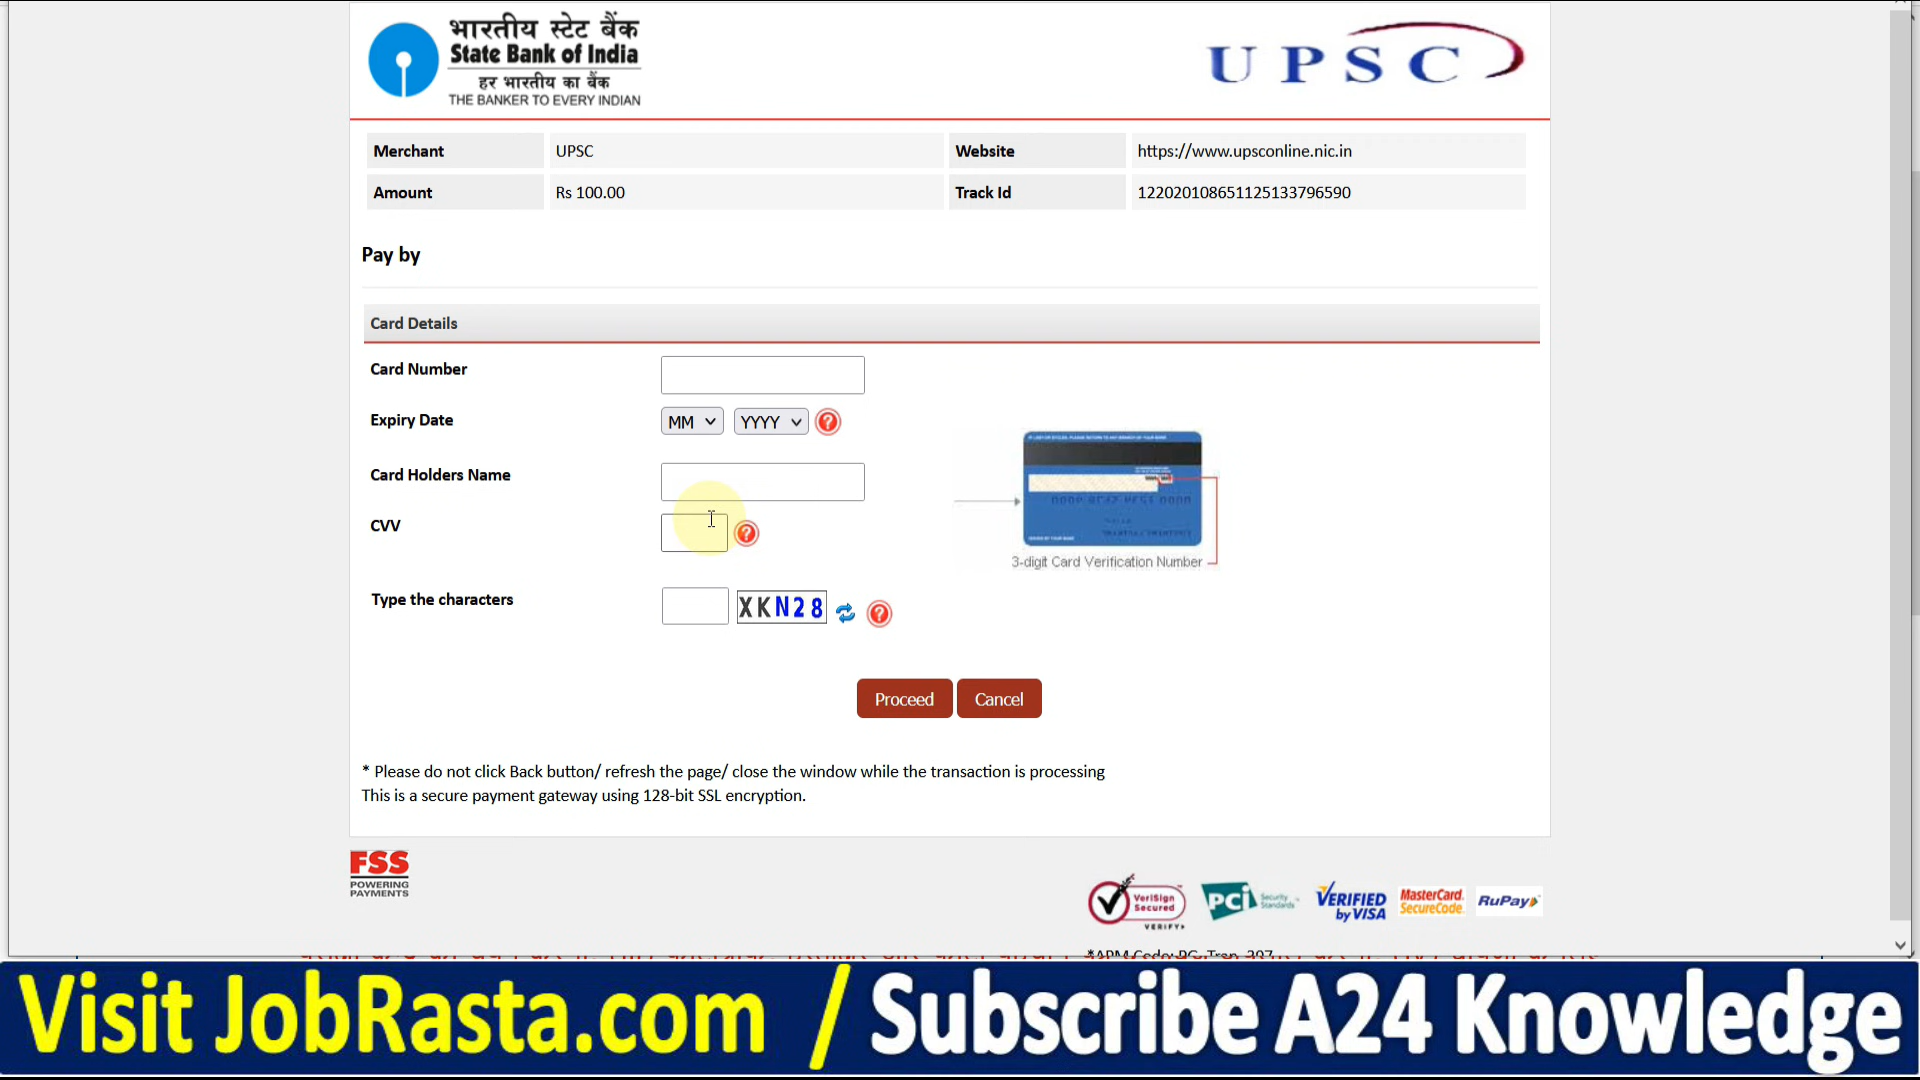 भारतीय स्टेट बैंक
State Bank of India
हर भारतीय का बैंक
THE BANKER TO EVERY INDIAN
UPSC
Merchant UPSC Website https://www.upsconline.nic.in
Amount Rs 100.00 Track Id 122020108651125133796590
Pay by
Card Details
Card Number
Expiry Date MM YYYY ?
Card Holders Name
CVV ?
3-digit Card Verification Number
Type the characters XKN28 ?
Proceed Cancel
* Please do not click Back button/ refresh the page/ close the window while the transaction is processing
This is a secure payment gateway using 128-bit SSL encryption.
FSS
POWERING
PAYMENTS
VeriSign
Secured
VERIFY
PCI Security Standards
VERIFIED
by VISA
MasterCard.
SecureCode.
RuPay
Visit JobRasta.com / Subscribe A24 Knowledge